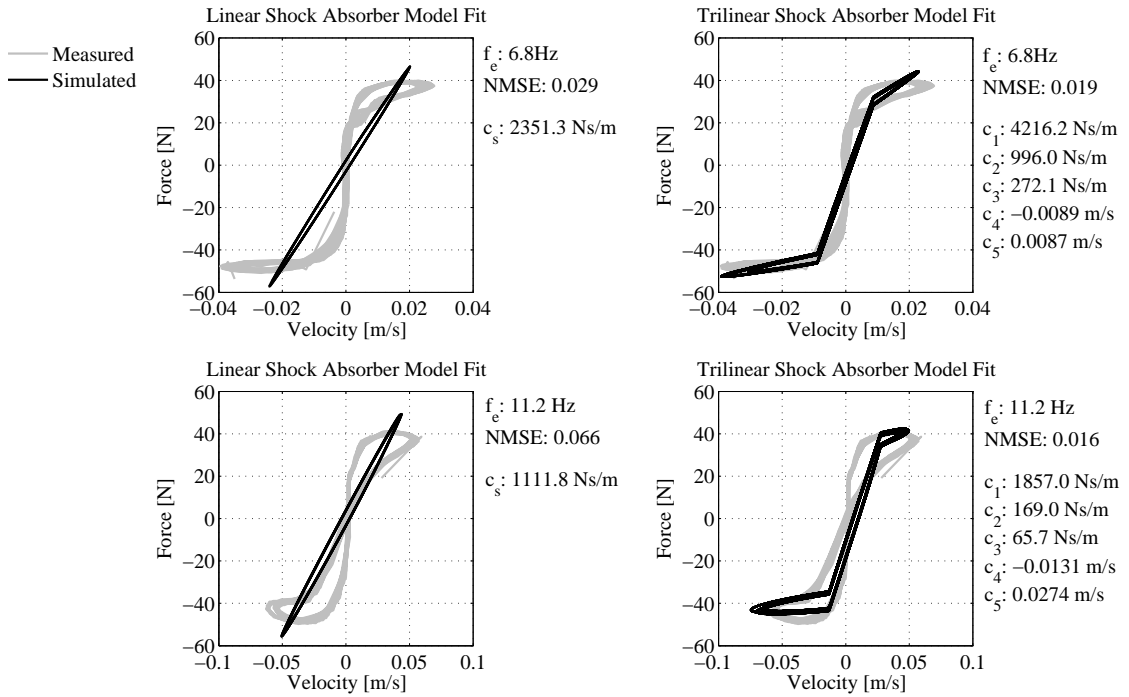 Measured
Simulated
Linear Shock Absorber Model Fit
60
40
20
0
−20
−40
−60
−0.04 −0.02 0 0.02 0.04
Velocity [m/s]
Force [N]
f_e: 6.8Hz
NMSE: 0.029
c_s: 2351.3 Ns/m
Trilinear Shock Absorber Model Fit
60
40
20
0
−20
−40
−60
−0.04 −0.02 0 0.02 0.04
Velocity [m/s]
Force [N]
f_e: 6.8Hz
NMSE: 0.019
c_1: 4216.2 Ns/m
c_2: 996.0 Ns/m
c_3: 272.1 Ns/m
c_4: −0.0089 m/s
c_5: 0.0087 m/s
Linear Shock Absorber Model Fit
60
40
20
0
−20
−40
−60
−0.1 −0.05 0 0.05 0.1
Velocity [m/s]
Force [N]
f_e: 11.2 Hz
NMSE: 0.066
c_s: 1111.8 Ns/m
Trilinear Shock Absorber Model Fit
60
40
20
0
−20
−40
−60
−0.1 −0.05 0 0.05 0.1
Velocity [m/s]
Force [N]
f_e: 11.2 Hz
NMSE: 0.016
c_1: 1857.0 Ns/m
c_2: 169.0 Ns/m
c_3: 65.7 Ns/m
c_4: −0.0131 m/s
c_5: 0.0274 m/s